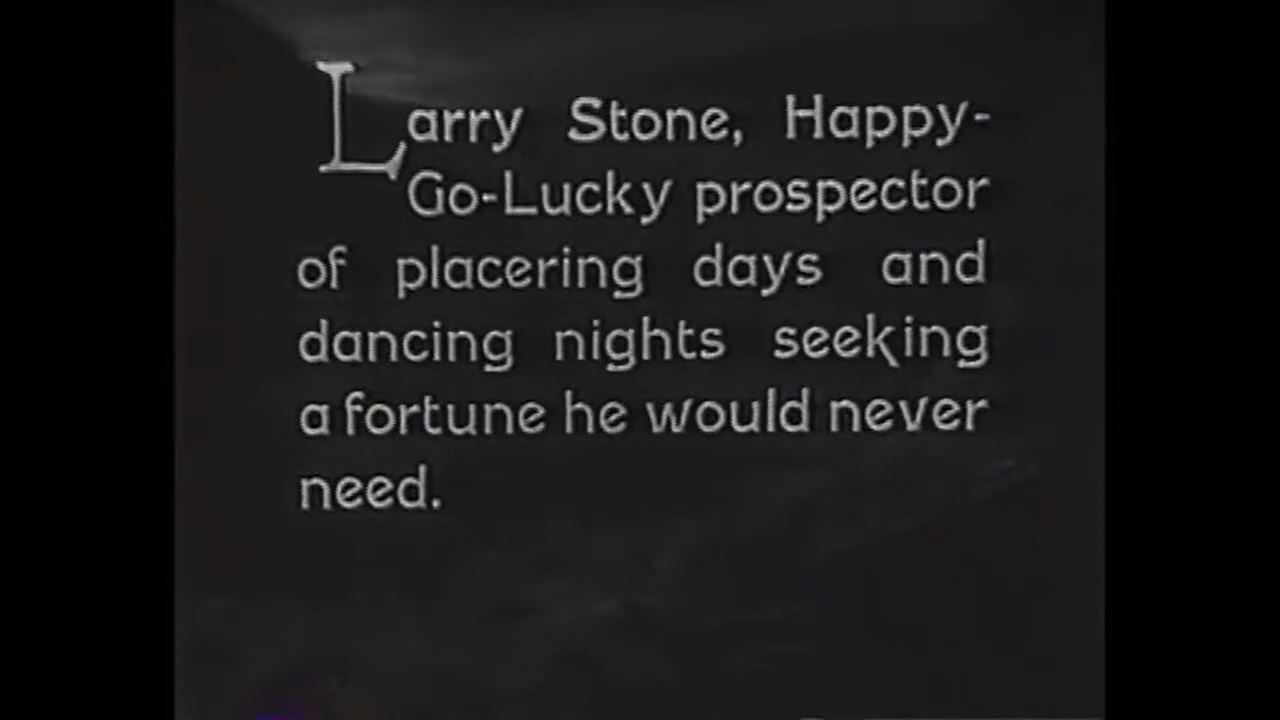 Larry Stone, Happy-
Go-Lucky prospector
of placering days and
dancing nights seeking
a fortune he would never
need.